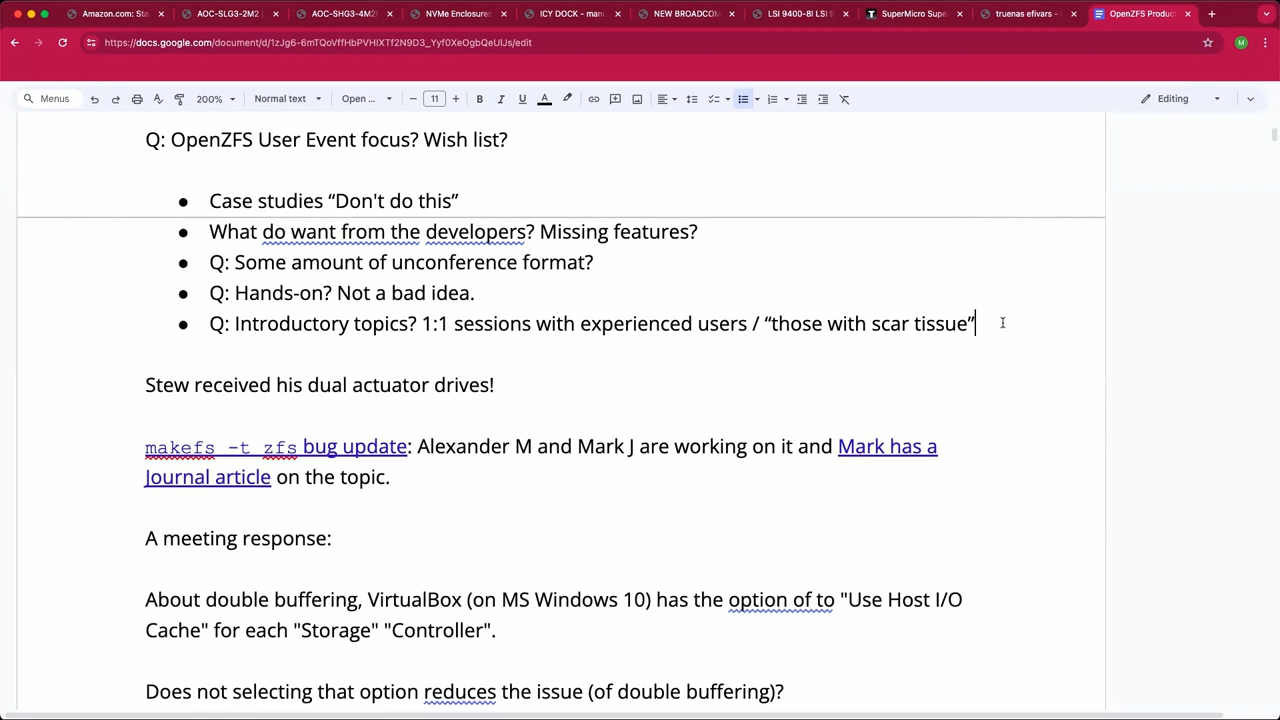 Amazon.com: Sta
AOC-SLG3-2M2 |
AOC-SHG3-4M2
NVMe Enclosures
ICY DOCK - man
NEW BROADCOM
LSI 9400-8I LSI
SuperMicro Supe
truenas efivars -
OpenZFS Produc
https://docs.google.com/document/d/1zJg6-6mTQoVffHbPVHIXTf2N9D3_Yyf0XeOgbQeUlJs/edit
M
Menus
200%
Normal text
Open ...
11
Editing
Q: OpenZFS User Event focus? Wish list?
● Case studies “Don't do this”
● What do want from the developers? Missing features?
● Q: Some amount of unconference format?
● Q: Hands-on? Not a bad idea.
● Q: Introductory topics? 1:1 sessions with experienced users / “those with scar tissue”
Stew received his dual actuator drives!
makefs -t zfs bug update: Alexander M and Mark J are working on it and Mark has a
Journal article on the topic.
A meeting response:
About double buffering, VirtualBox (on MS Windows 10) has the option of to "Use Host I/O
Cache" for each "Storage" "Controller".
Does not selecting that option reduces the issue (of double buffering)?